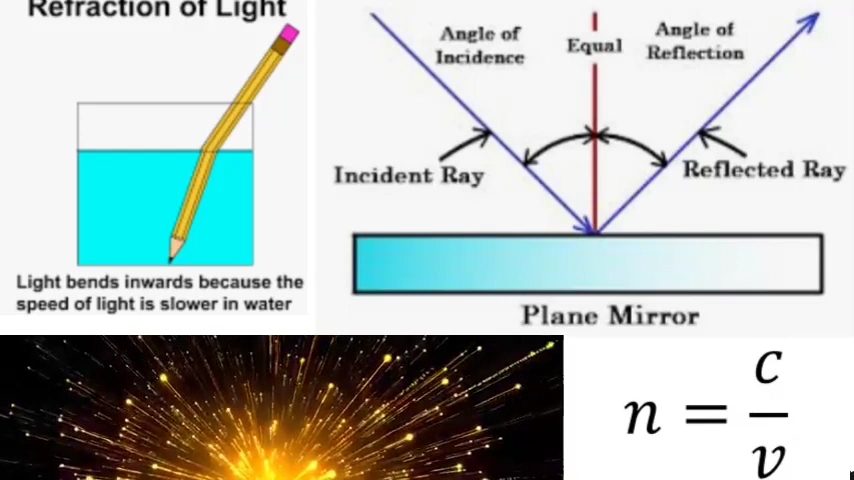 Refraction of Light
Light bends inwards because the
speed of light is slower in water
Angle of
Incidence
Equal
Angle of
Reflection
Incident Ray
Reflected Ray
Plane Mirror
n = c/v